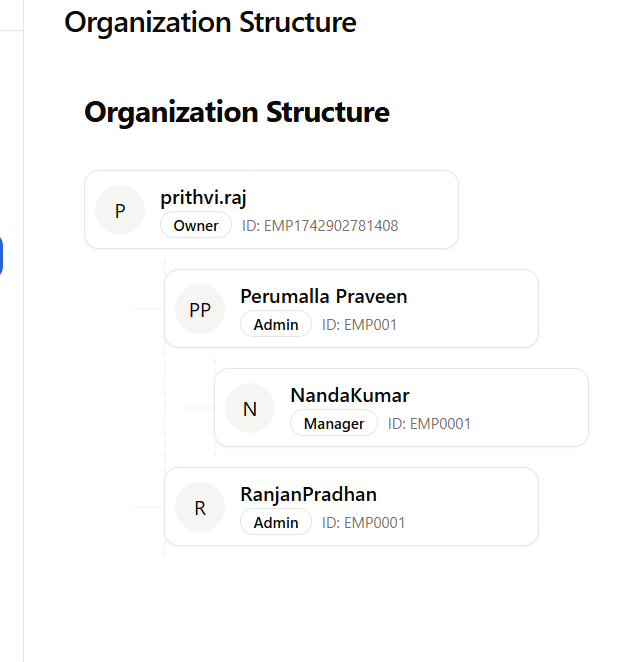 Organization Structure
Organization Structure
P
prithvi.raj
Owner ID: EMP1742902781408
PP
Perumalla Praveen
Admin ID: EMP001
N
NandaKumar
Manager ID: EMP0001
R
RanjanPradhan
Admin ID: EMP0001